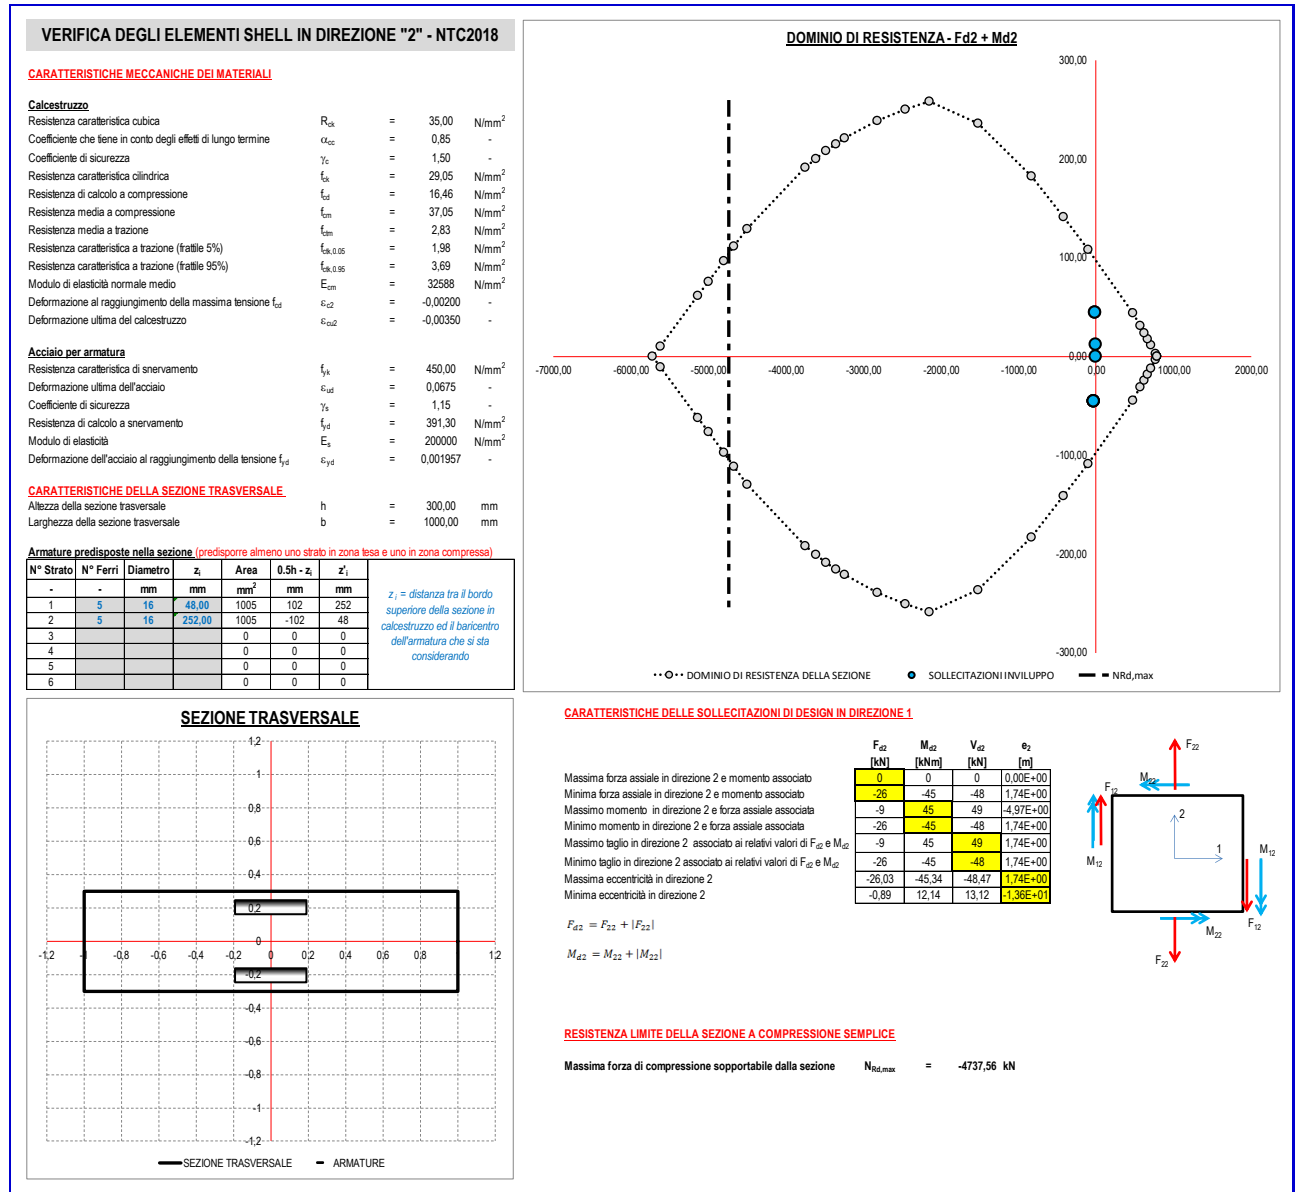 VERIFICA DEGLI ELEMENTI SHELL IN DIREZIONE "2" - NTC2018
CARATTERISTICHE MECCANICHE DEI MATERIALI
Calcestruzzo
Resistenza caratteristica cubica Rck = 35,00 N/mm²
Coefficiente che tiene in conto degli effetti di lungo termine αcc = 0,85 -
Coefficiente di sicurezza γc = 1,50 -
Resistenza caratteristica cilindrica fck = 29,05 N/mm²
Resistenza di calcolo a compressione fcd = 16,46 N/mm²
Resistenza media a compressione fcm = 37,05 N/mm²
Resistenza media a trazione fctm = 2,83 N/mm²
Resistenza caratteristica a trazione (frattile 5%) fctk,0.05 = 1,98 N/mm²
Resistenza caratteristica a trazione (frattile 95%) fctk,0.95 = 3,69 N/mm²
Modulo di elasticità normale medio Ecm = 32588 N/mm²
Deformazione al raggiungimento della massima tensione fcd εc2 = -0,00200 -
Deformazione ultima del calcestruzzo εcu2 = -0,00350 -
Acciaio per armatura
Resistenza caratteristica di snervamento fyk = 450,00 N/mm²
Deformazione ultima dell'acciaio εud = 0,0675 -
Coefficiente di sicurezza γs = 1,15 -
Resistenza di calcolo a snervamento fyd = 391,30 N/mm²
Modulo di elasticità Es = 200000 N/mm²
Deformazione dell'acciaio al raggiungimento della tensione fyd εyd = 0,001957 -
CARATTERISTICHE DELLA SEZIONE TRASVERSALE
Altezza della sezione trasversale h = 300,00 mm
Larghezza della sezione trasversale b = 1000,00 mm
Armature predisposte nella sezione (predisporre almeno uno strato in zona tesa e uno in zona compressa)
N° Strato N° Ferri Diametro zi Area 0.5h - zi z'i
- - mm mm mm² mm mm
1 5 16 48,00 1005 102 252
2 5 16 252,00 1005 -102 48
3 0 0 0
4 0 0 0
5 0 0 0
6 0 0 0
zi = distanza tra il bordo
superiore della sezione in
calcestruzzo ed il baricentro
dell'armatura che si sta
considerando
DOMINIO DI RESISTENZA - Fd2 + Md2
300,00
200,00
100,00
0,00
-100,00
-200,00
-300,00
-7000,00 -6000,00 -5000,00 -4000,00 -3000,00 -2000,00 -1000,00 0,00 1000,00 2000,00
DOMINIO DI RESISTENZA DELLA SEZIONE SOLLECITAZIONI INVILUPPO NRd,max
SEZIONE TRASVERSALE
1,2
1
0,8
0,6
0,4
0,2
0
-0,2
-0,4
-0,6
-0,8
-1
-1,2
-1,2 -1 -0,8 -0,6 -0,4 -0,2 0 0,2 0,4 0,6 0,8 1 1,2
SEZIONE TRASVERSALE ARMATURE
CARATTERISTICHE DELLE SOLLECITAZIONI DI DESIGN IN DIREZIONE 1
Fd2 Md2 Vd2 e2
[kN] [kNm] [kN] [m]
Massima forza assiale in direzione 2 e momento associato 0 0 0 0,00E+00
Minima forza assiale in direzione 2 e momento associato -26 -45 -48 1,74E+00
Massimo momento in direzione 2 e forza assiale associata -9 45 49 -4,97E+00
Minimo momento in direzione 2 e forza assiale associata -26 -45 -48 1,74E+00
Massimo taglio in direzione 2 associato ai relativi valori di Fd2 e Md2 -9 45 49 1,74E+00
Minimo taglio in direzione 2 associato ai relativi valori di Fd2 e Md2 -26 -45 -48 1,74E+00
Massima eccentricità in direzione 2 -26,03 -45,34 -48,47 1,74E+00
Minima eccentricità in direzione 2 -0,89 12,14 13,12 -1,36E+01
Fd2 = F22 + |F22|
Md2 = M22 + |M22|
F22
M22
F12
2
1
M12
M12
F12
M22
F22
RESISTENZA LIMITE DELLA SEZIONE A COMPRESSIONE SEMPLICE
Massima forza di compressione sopportabile dalla sezione NRd,max = -4737,56 kN